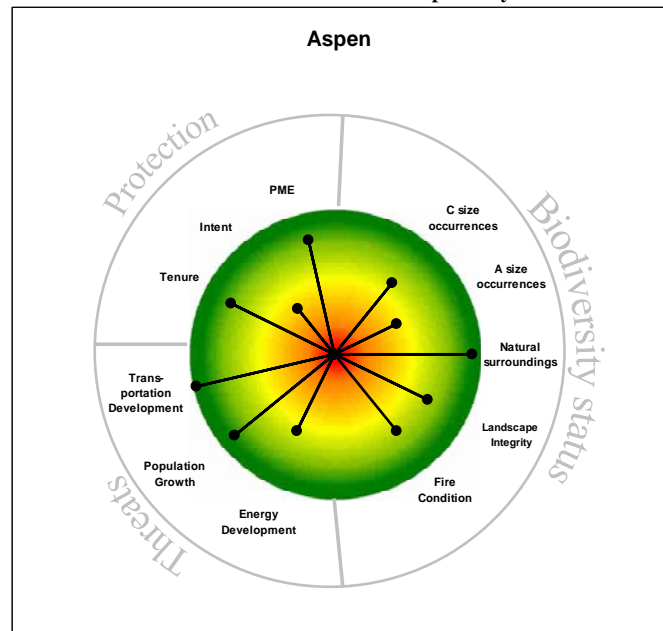 Aspen
Protection
PME
Intent
Tenure
C size
occurrences
A size
occurrences
Natural
surroundings
Landscape
Integrity
Fire
Condition
Biodiversity status
Trans-
portation
Development
Population
Growth
Energy
Development
Threats